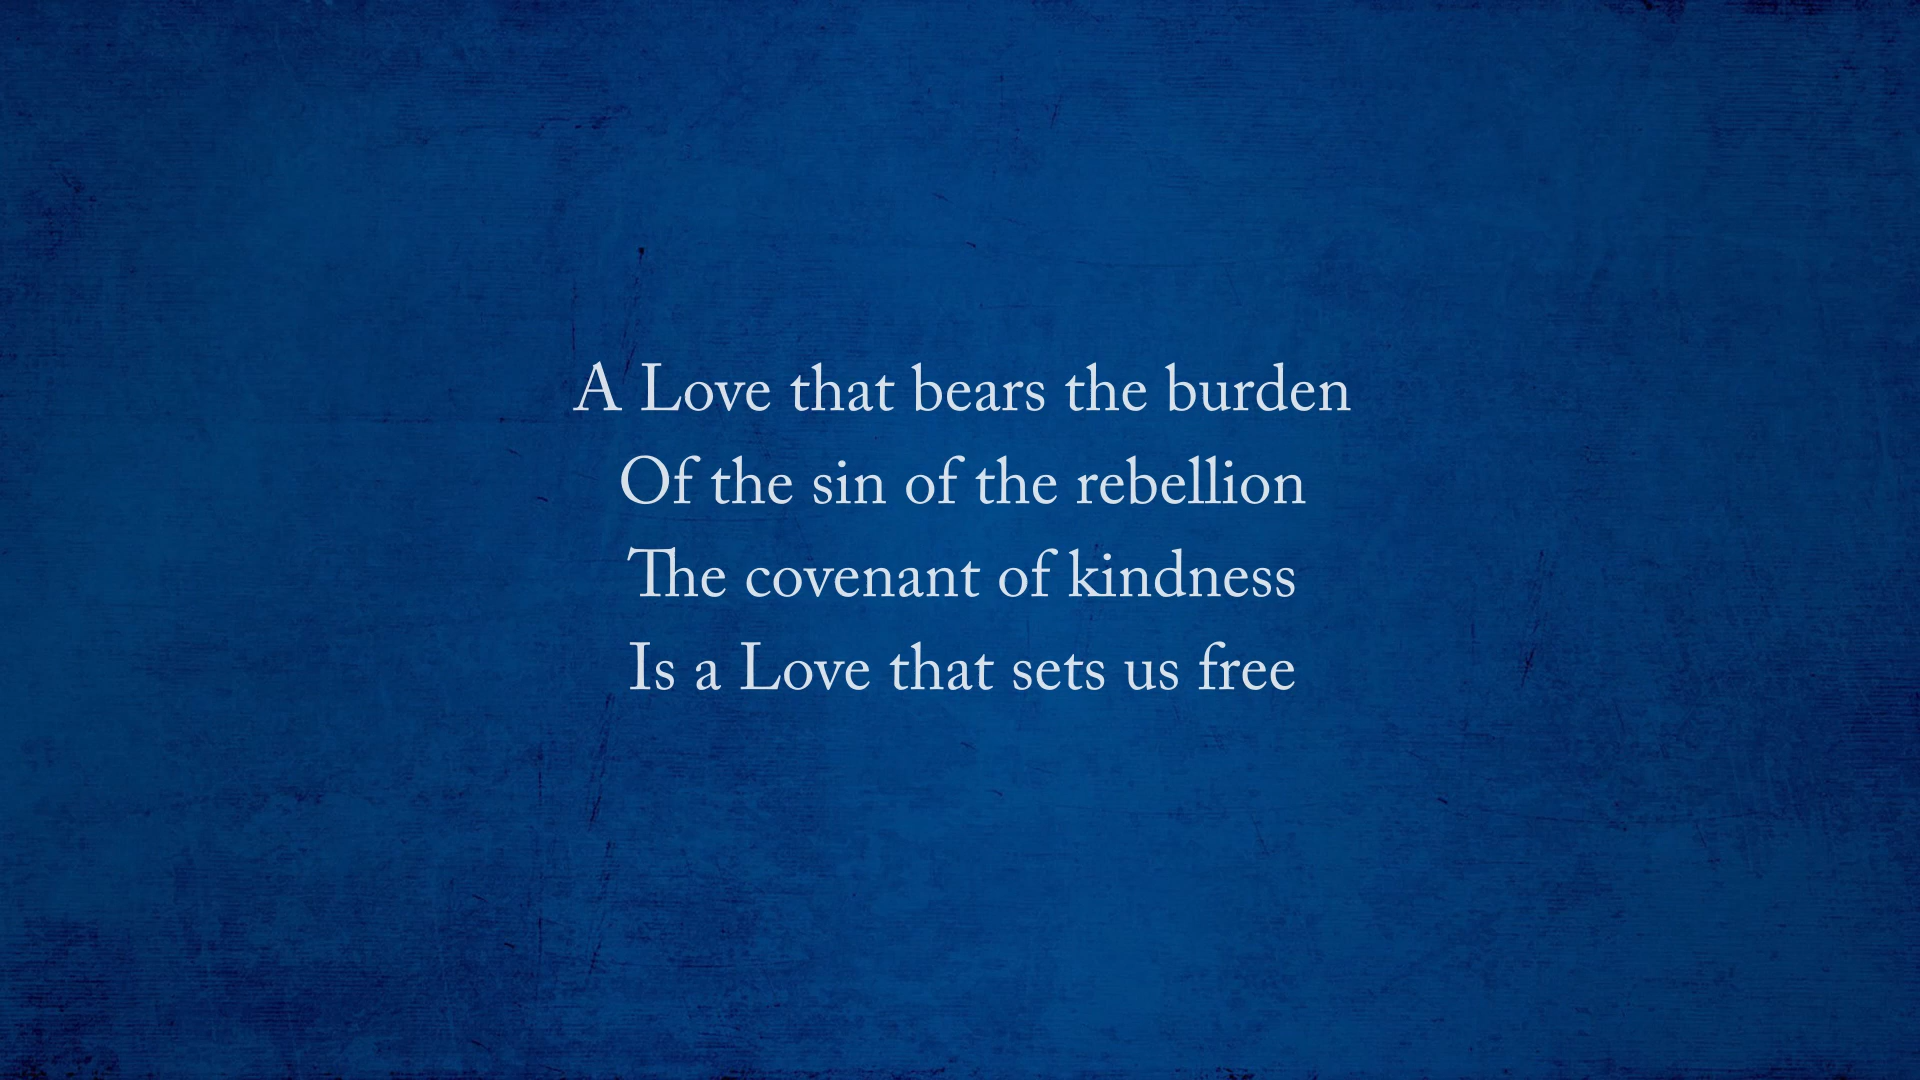 A Love that bears the burden
Of the sin of the rebellion
The covenant of kindness
Is a Love that sets us free